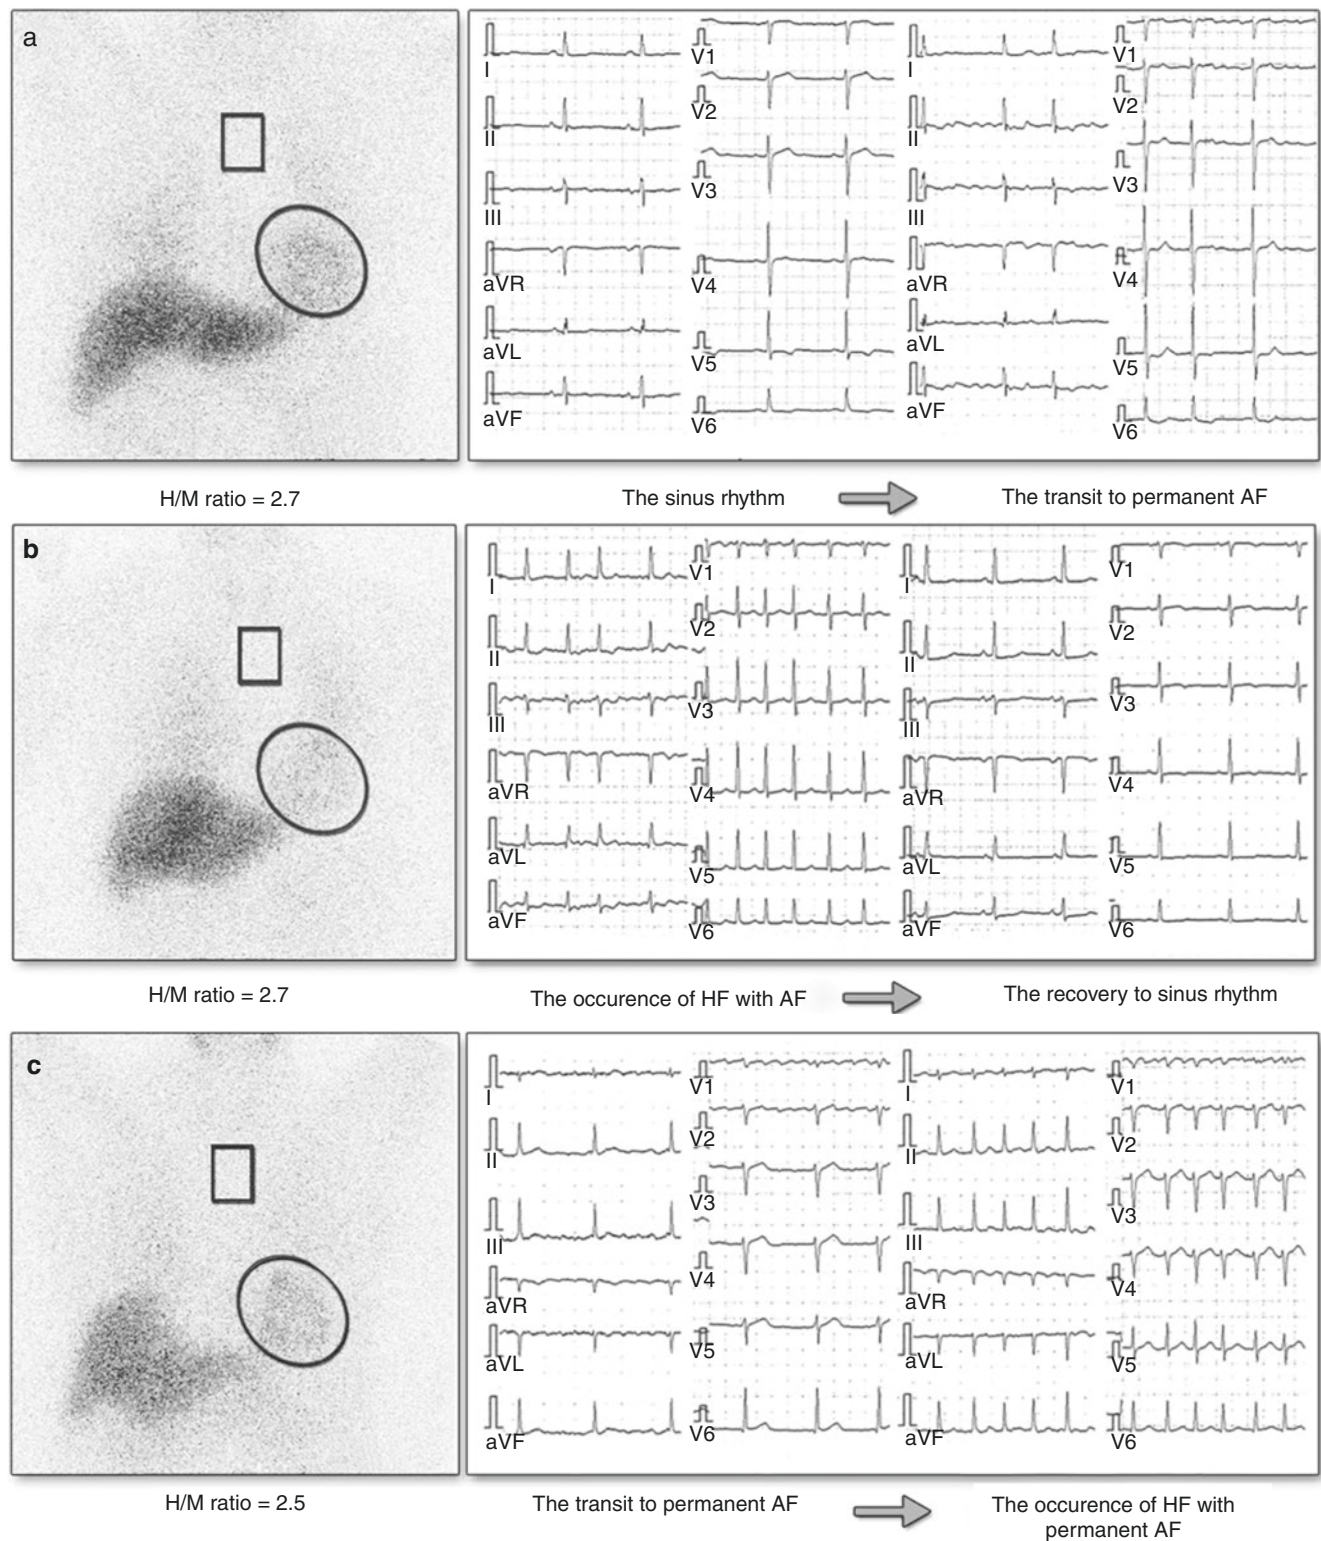 a
I
II
III
aVR
aVL
aVF
V1
V2
V3
V4
V5
V6
I
II
III
aVR
aVL
aVF
V1
V2
V3
V4
V5
V6
H/M ratio = 2.7
The sinus rhythm
The transit to permanent AF
b
I
II
III
aVR
aVL
aVF
V1
V2
V3
V4
V5
V6
I
II
III
aVR
aVL
aVF
V1
V2
V3
V4
V5
V6
H/M ratio = 2.7
The occurence of HF with AF
The recovery to sinus rhythm
c
I
II
III
aVR
aVL
aVF
V1
V2
V3
V4
V5
V6
I
II
III
aVR
aVL
aVF
V1
V2
V3
V4
V5
V6
H/M ratio = 2.5
The transit to permanent AF
The occurence of HF with
permanent AF